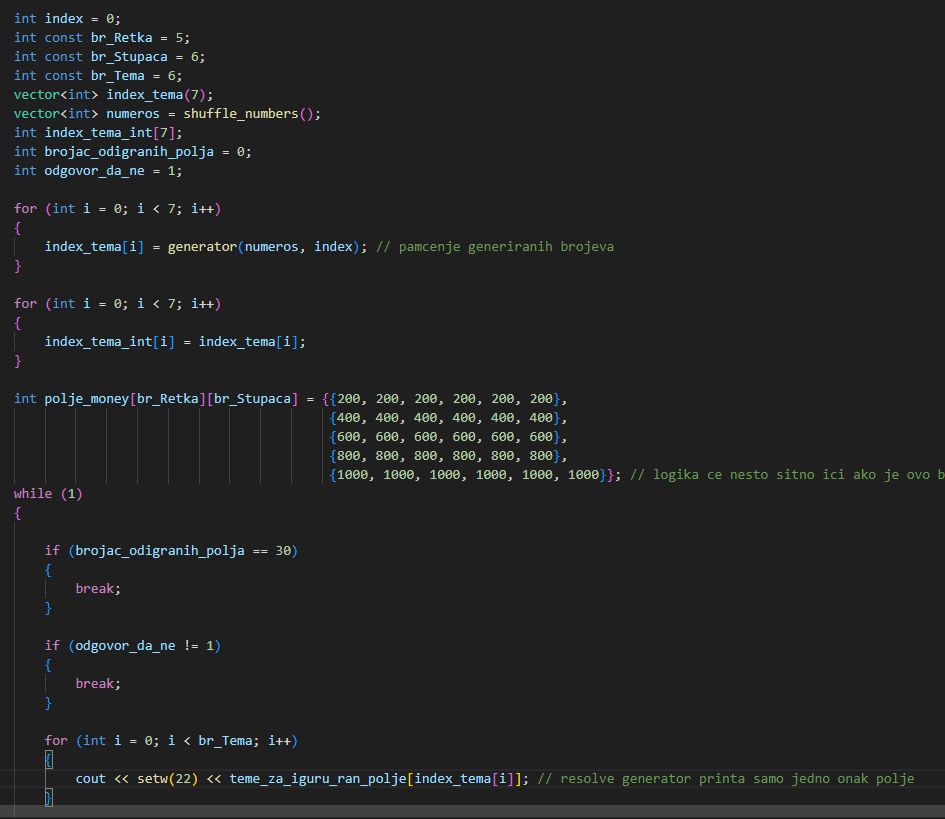 int index = 0;
int const br_Retka = 5;
int const br_Stupaca = 6;
int const br_Tema = 6;
vector<int> index_tema(7);
vector<int> numeros = shuffle_numbers();
int index_tema_int[7];
int brojac_odigranih_polja = 0;
int odgovor_da_ne = 1;
for (int i = 0; i < 7; i++)
{
index_tema[i] = generator(numeros, index); // pamcenje generiranih brojeva
}
for (int i = 0; i < 7; i++)
{
index_tema_int[i] = index_tema[i];
}
int polje_money[br_Retka][br_Stupaca] = {{200, 200, 200, 200, 200, 200},
{400, 400, 400, 400, 400, 400},
{600, 600, 600, 600, 600, 600},
{800, 800, 800, 800, 800, 800},
{1000, 1000, 1000, 1000, 1000, 1000}}; // logika ce nesto sitno ici ako je ovo b
while (1)
{
if (brojac_odigranih_polja == 30)
{
break;
}
if (odgovor_da_ne != 1)
{
break;
}
for (int i = 0; i < br_Tema; i++)
{
cout << setw(22) << teme_za_iguru_ran_polje[index_tema[i]]; // resolve generator printa samo jedno onak polje
}